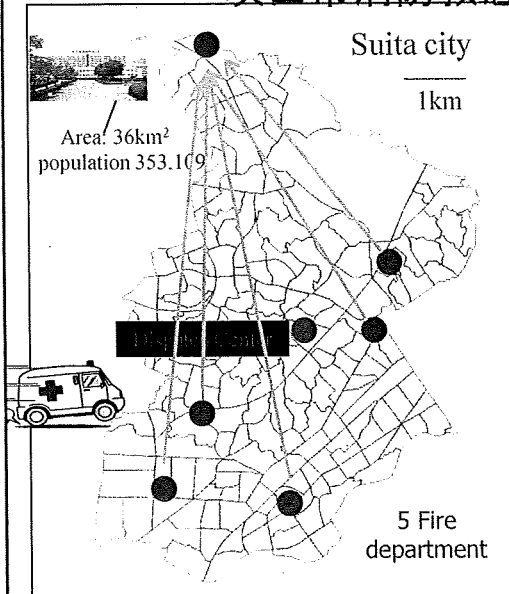 Suita city
1km
Area: 36km²
population 353.109
Dispatch Center
5 Fire
department